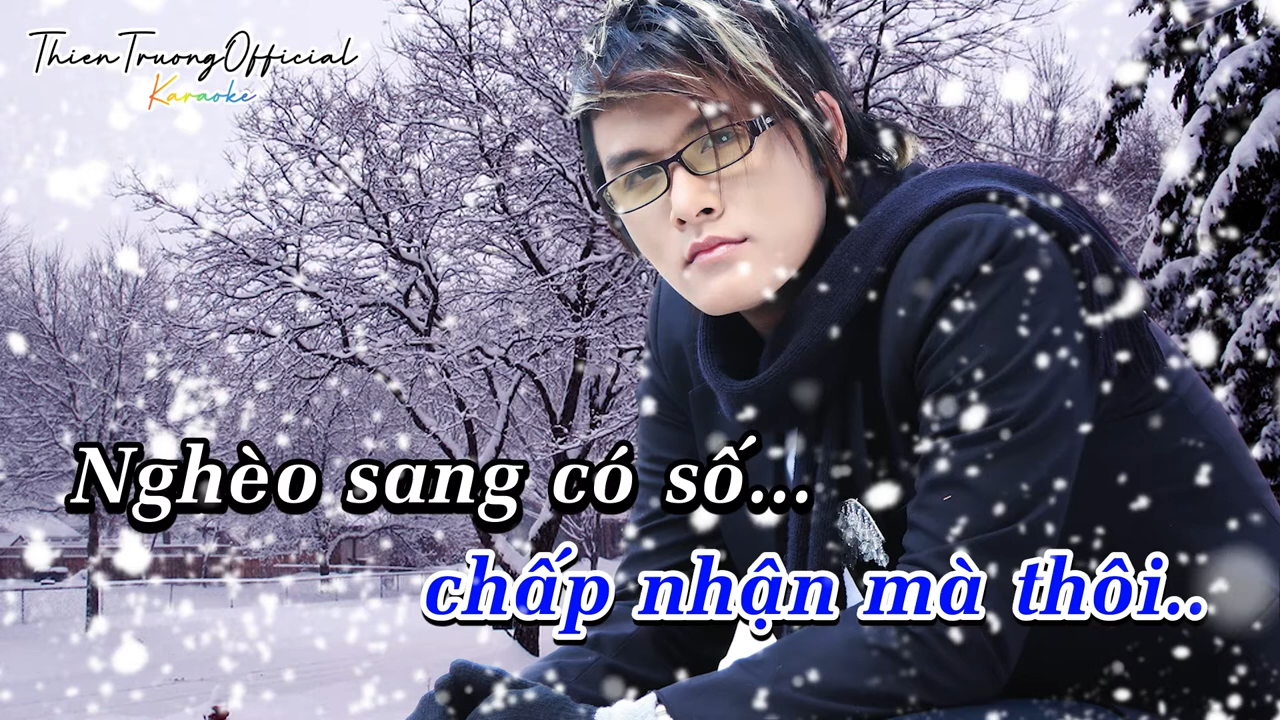 ThienTruongOfficial
Karaoke
Nghèo sang có số...
chấp nhận mà thôi..